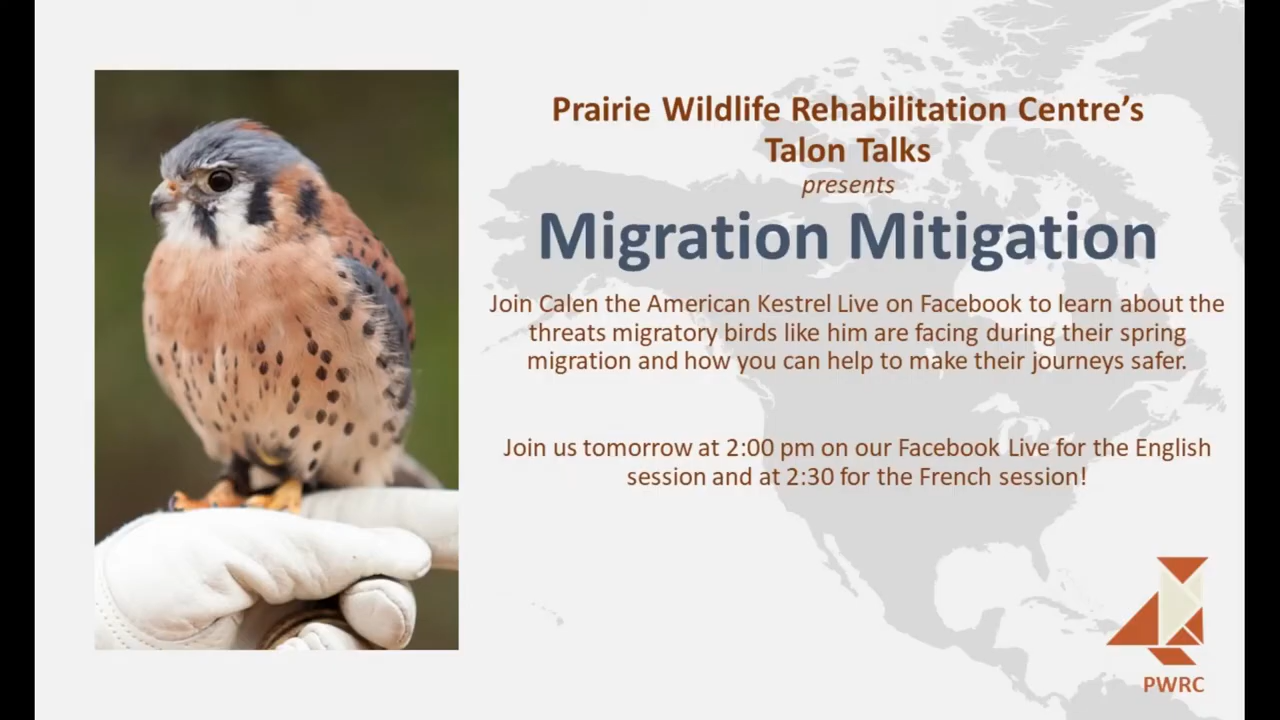 Prairie Wildlife Rehabilitation Centre’s
Talon Talks
presents
Migration Mitigation
Join Calen the American Kestrel Live on Facebook to learn about the
threats migratory birds like him are facing during their spring
migration and how you can help to make their journeys safer.
Join us tomorrow at 2:00 pm on our Facebook Live for the English
session and at 2:30 for the French session!
PWRC